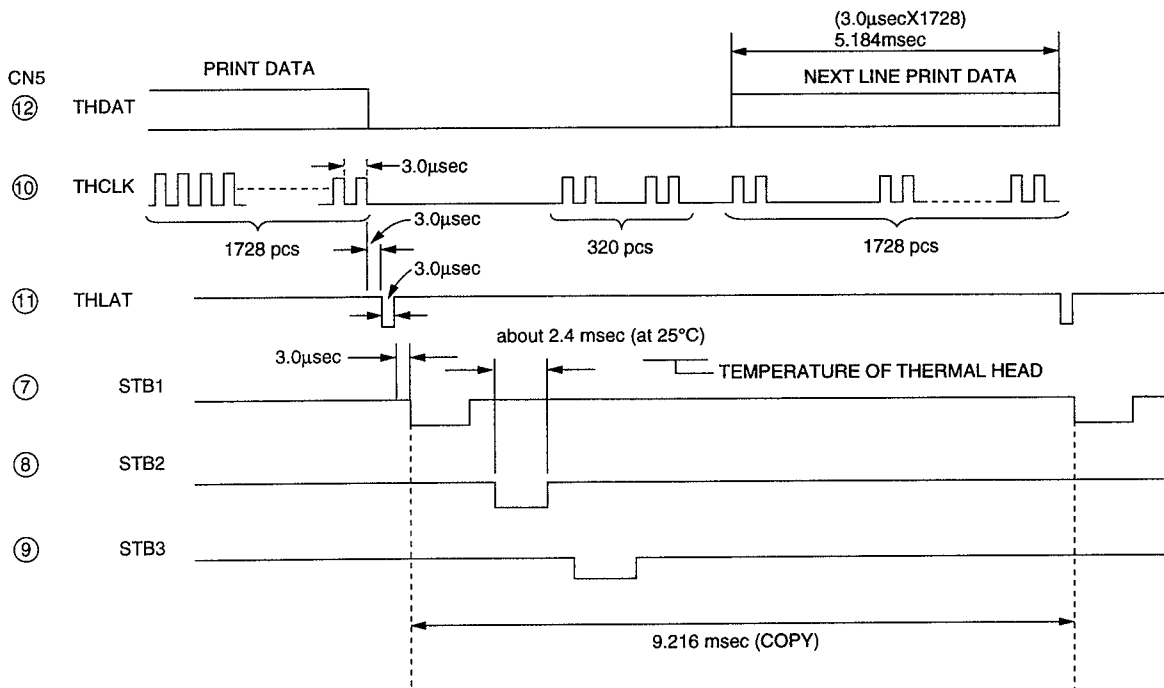 (3.0μsecX1728)
5.184msec
PRINT DATA
NEXT LINE PRINT DATA
CN5
⑫ THDAT
3.0μsec
⑩ THCLK
3.0μsec
1728 pcs
320 pcs
1728 pcs
3.0μsec
⑪ THLAT
about 2.4 msec (at 25°C)
3.0μsec
TEMPERATURE OF THERMAL HEAD
⑦ STB1
⑧ STB2
⑨ STB3
9.216 msec (COPY)